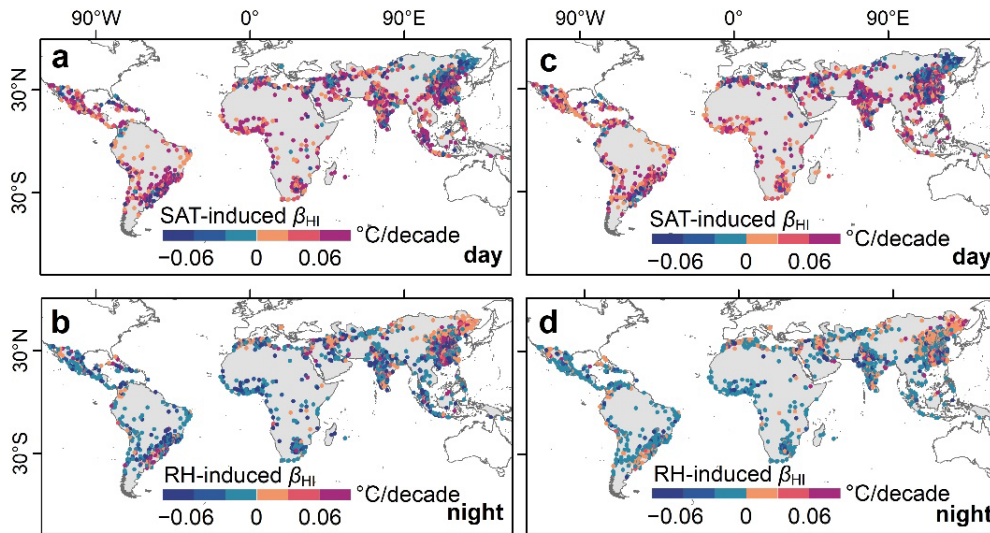 90°W 0° 90°E 0° 90°E
a
30°N
30°S
SAT-induced βHI
°C/decade
−0.06 0 0.06
day
c
SAT-induced βHI
°C/decade
−0.06 0 0.06
day
b
30°N
30°S
RH-induced βHI
°C/decade
−0.06 0 0.06
night
d
RH-induced βHI
°C/decade
−0.06 0 0.06
night